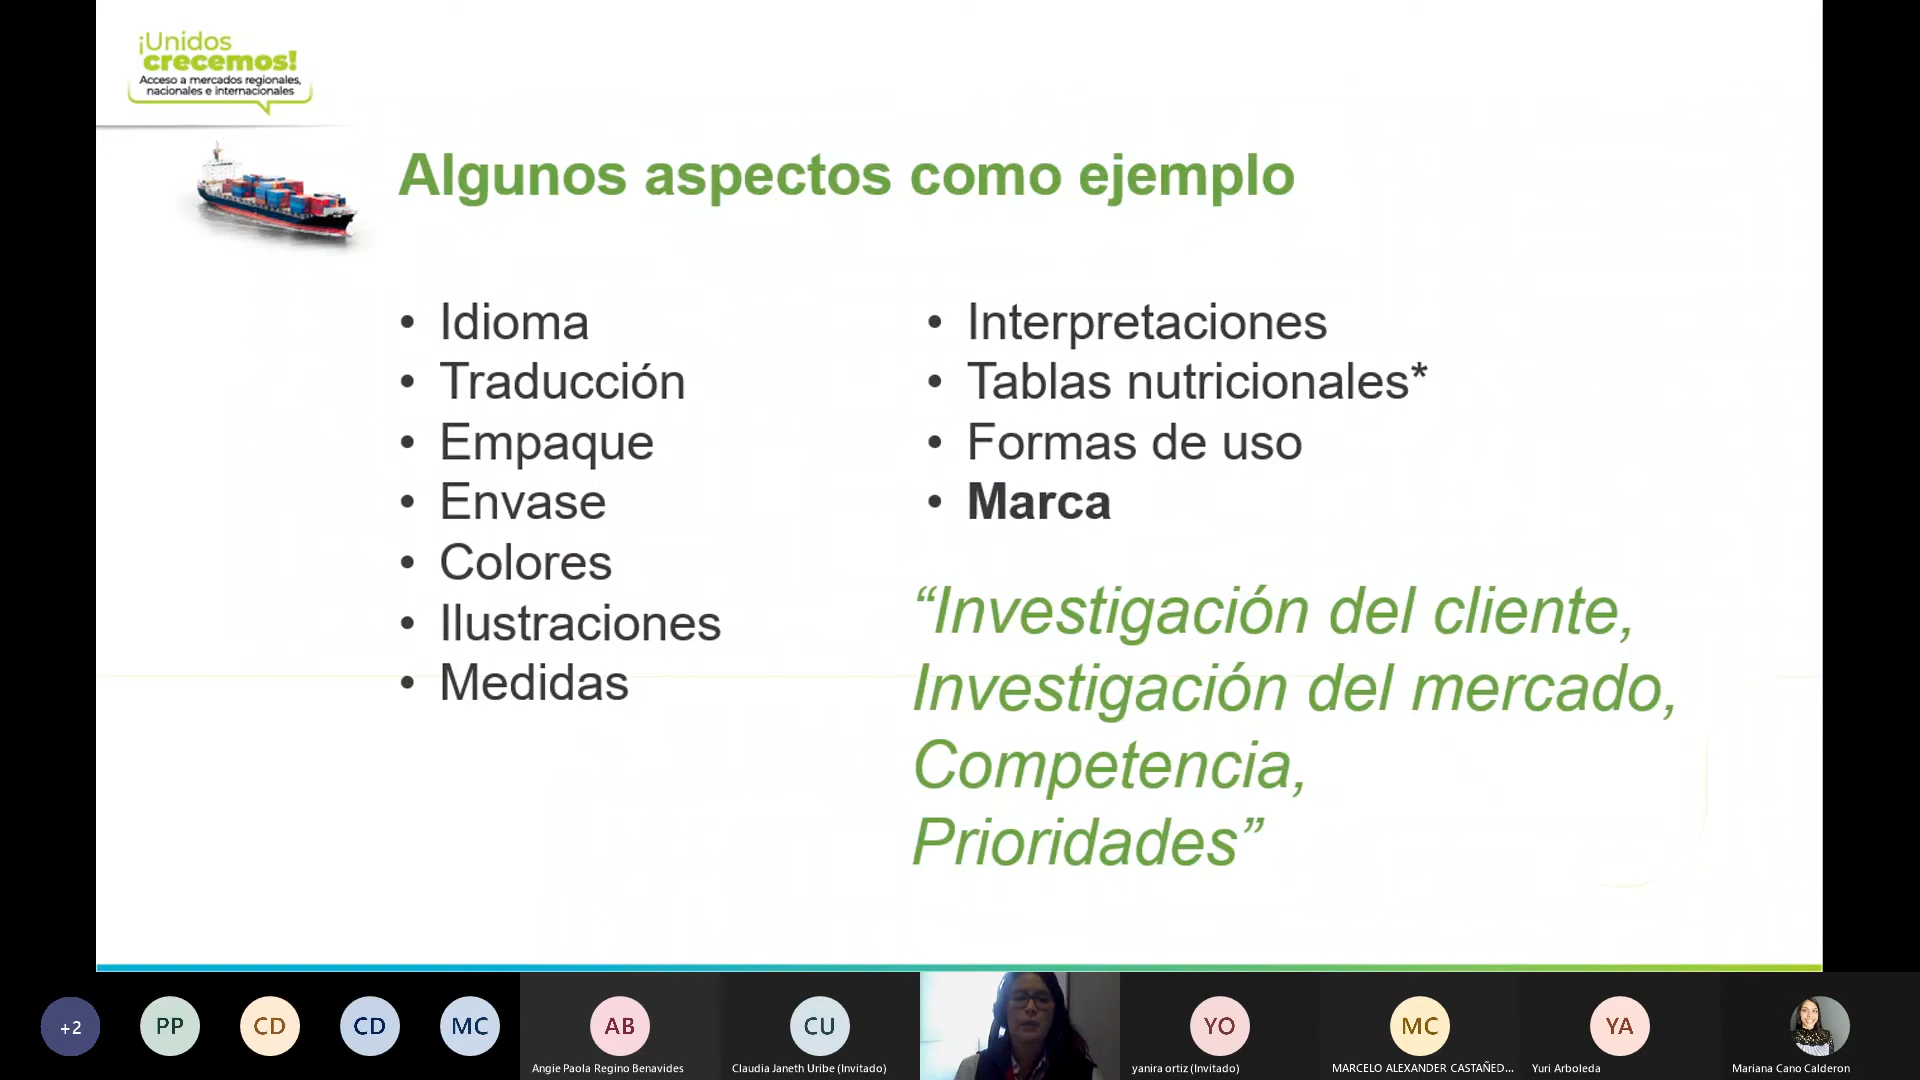 ¡Unidos
crecemos!
Acceso a mercados regionales,
nacionales e internacionales
Algunos aspectos como ejemplo
• Idioma
• Traducción
• Empaque
• Envase
• Colores
• Ilustraciones
• Medidas
• Interpretaciones
• Tablas nutricionales*
• Formas de uso
• Marca
“Investigación del cliente,
Investigación del mercado,
Competencia,
Prioridades”
+2
PP
CD
CD
MC
AB
Angie Paola Regino Benavides
CU
Claudia Janeth Uribe (Invitado)
YO
yanira ortiz (Invitado)
MC
MARCELO ALEXANDER CASTAÑED...
YA
Yuri Arboleda
Mariana Cano Calderon